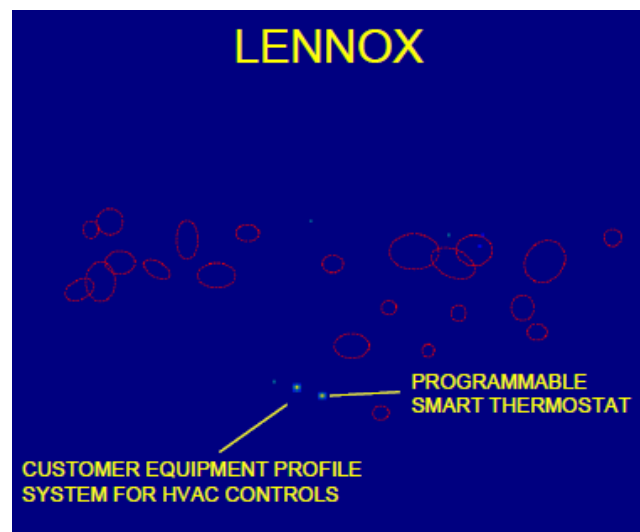 LENNOX
PROGRAMMABLE
SMART THERMOSTAT
CUSTOMER EQUIPMENT PROFILE
SYSTEM FOR HVAC CONTROLS